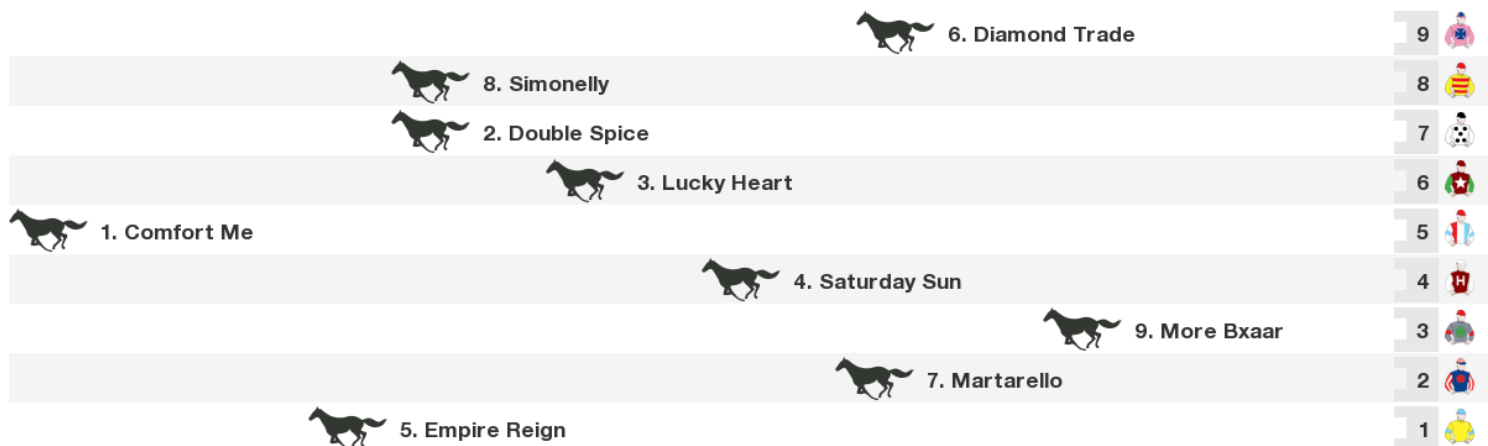 6. Diamond Trade 9
8. Simonelly 8
2. Double Spice 7
3. Lucky Heart 6
1. Comfort Me 5
4. Saturday Sun 4
H
9. More Bxaar 3
7. Martarello 2
5. Empire Reign 1